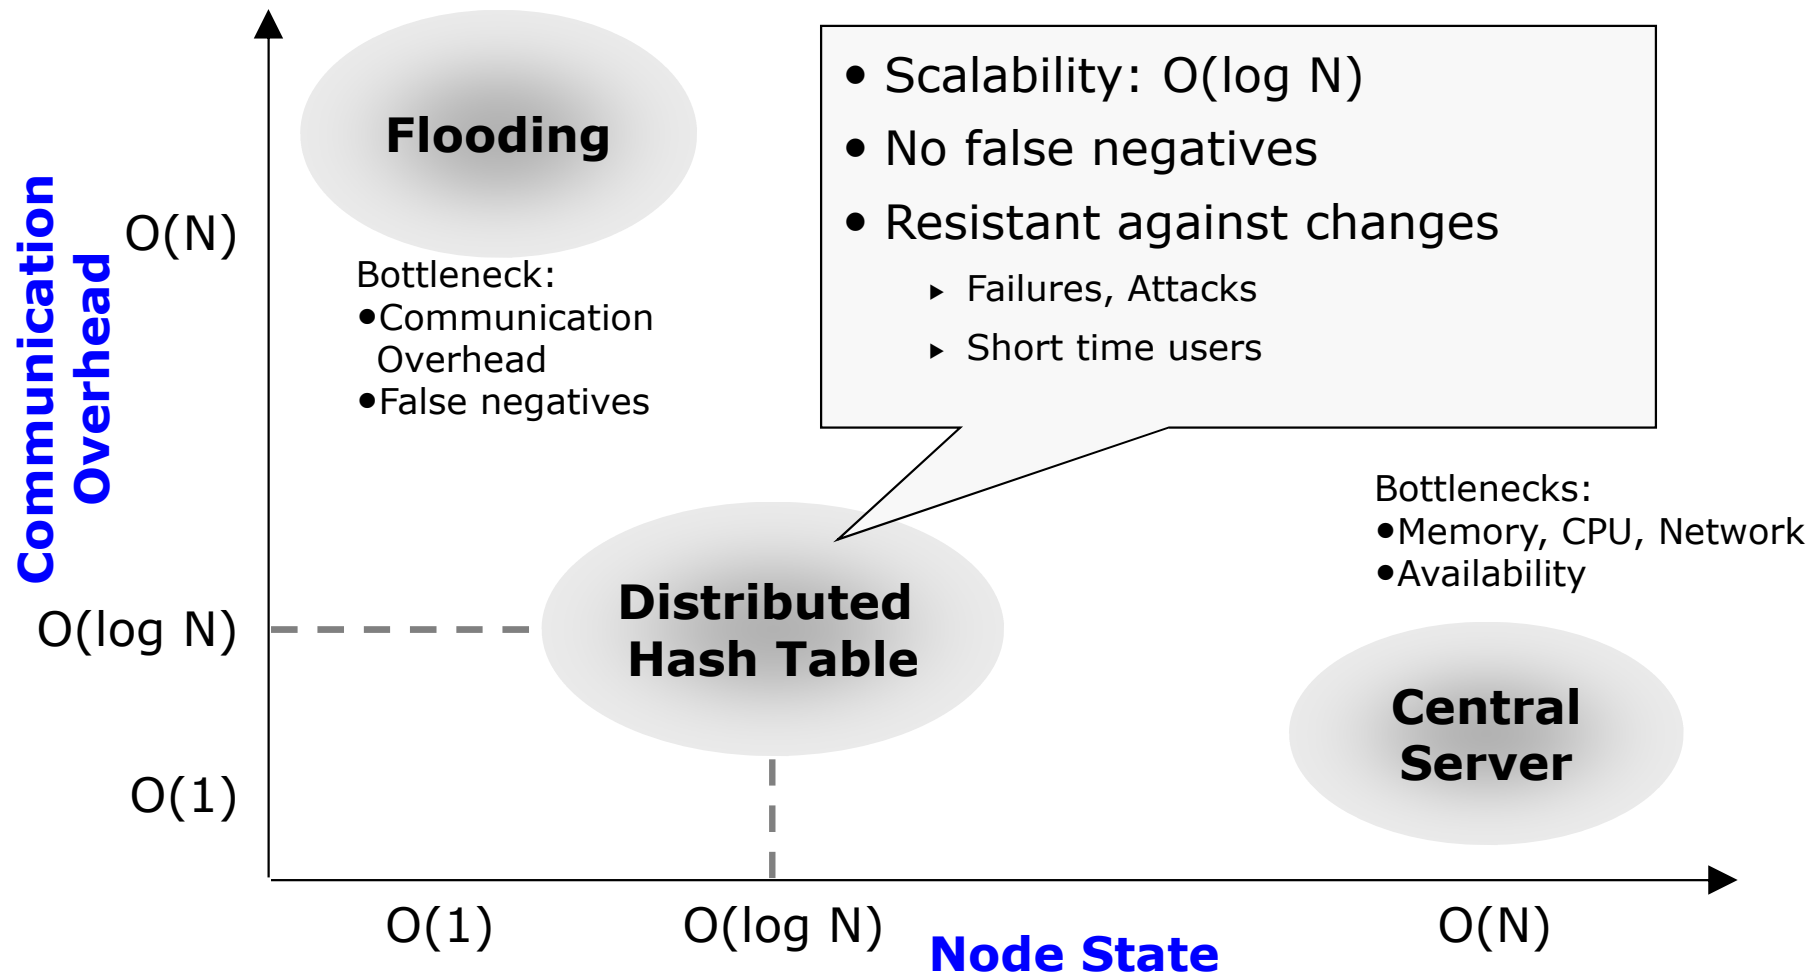 Communication
Overhead
O(N)
O(log N)
O(1)
Flooding
Bottleneck:
•Communication
Overhead
•False negatives
• Scalability: O(log N)
• No false negatives
• Resistant against changes
▸ Failures, Attacks
▸ Short time users
Distributed
Hash Table
Bottlenecks:
•Memory, CPU, Network
•Availability
Central
Server
O(1)
O(log N)
O(N)
Node State